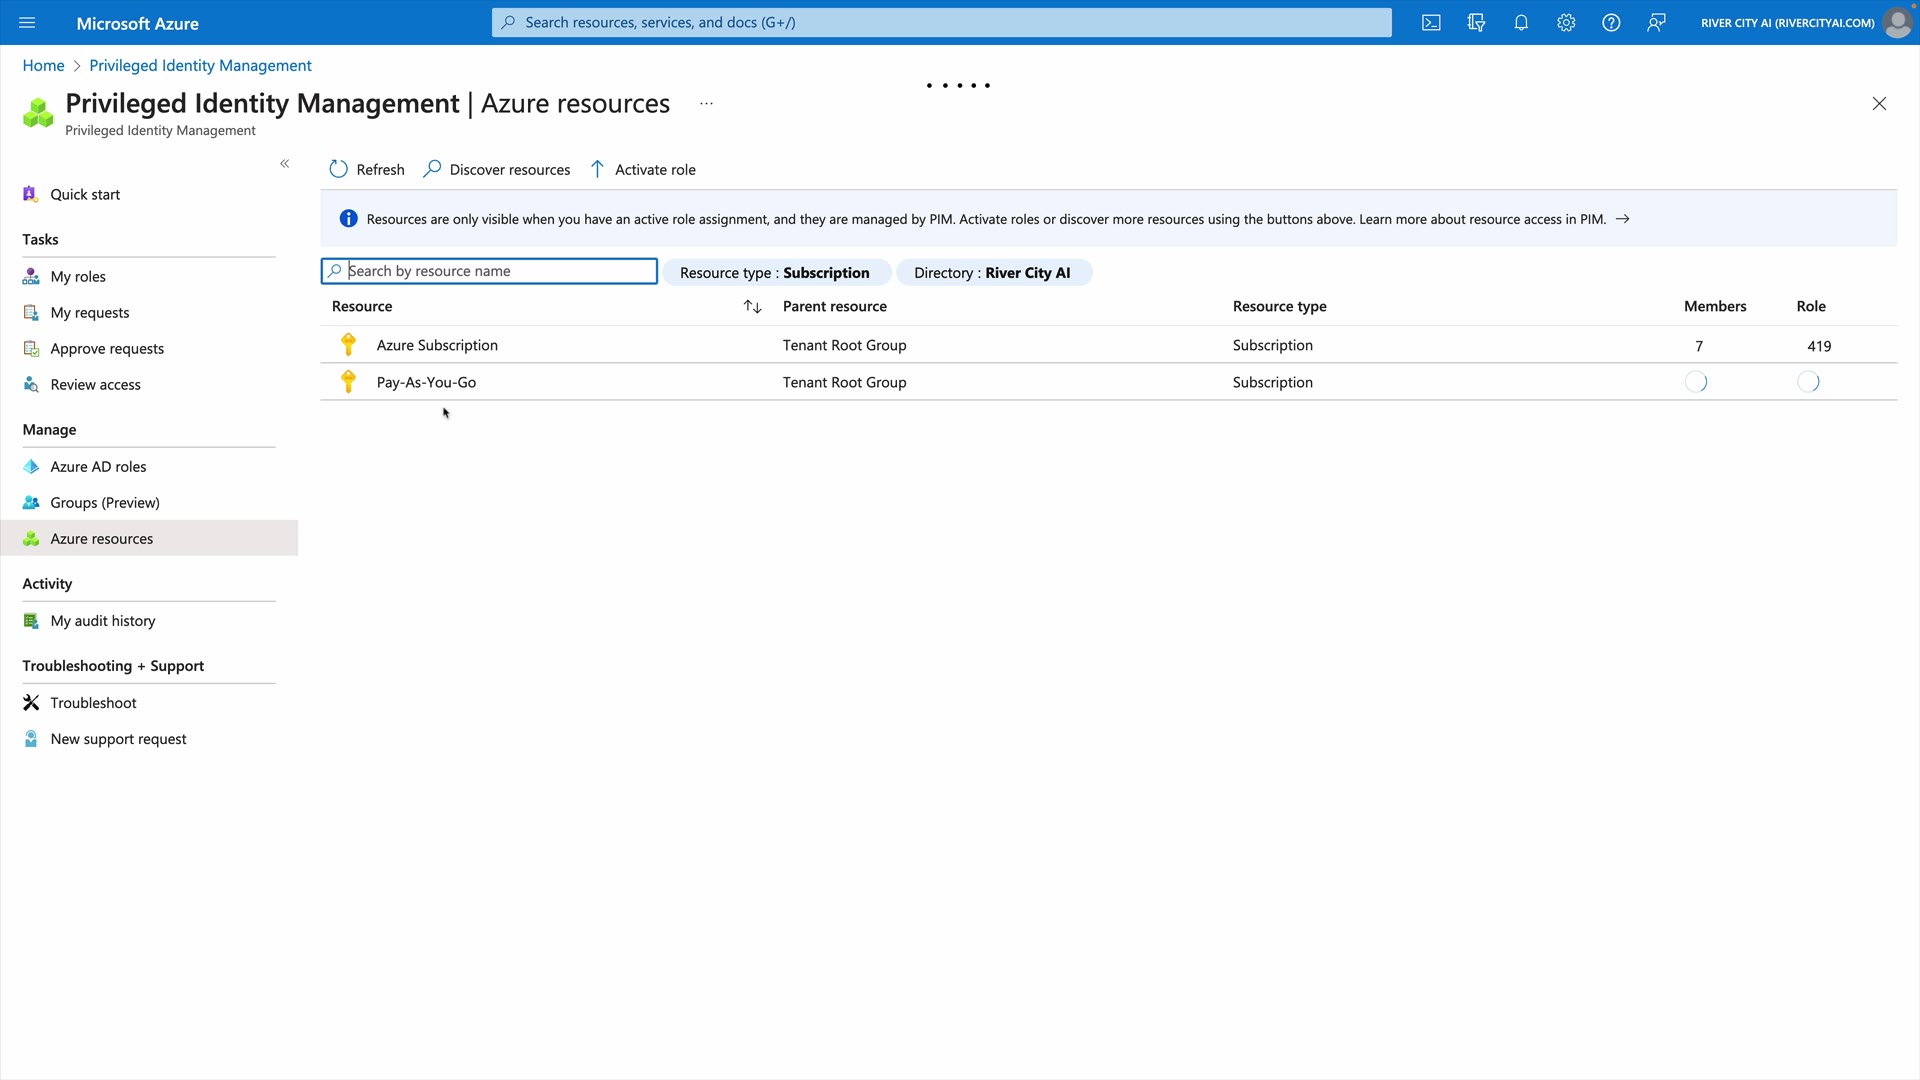 Microsoft Azure
Search resources, services, and docs (G+/)
RIVER CITY AI (RIVERCITYAI.COM)
Home > Privileged Identity Management
Privileged Identity Management | Azure resources ...
Privileged Identity Management
«
Quick start
Tasks
My roles
My requests
Approve requests
Review access
Manage
Azure AD roles
Groups (Preview)
Azure resources
Activity
My audit history
Troubleshooting + Support
Troubleshoot
New support request
Refresh Discover resources Activate role
Resources are only visible when you have an active role assignment, and they are managed by PIM. Activate roles or discover more resources using the buttons above. Learn more about resource access in PIM. →
Search by resource name Resource type : Subscription Directory : River City AI
Resource ↑↓ Parent resource Resource type Members Role
Azure Subscription Tenant Root Group Subscription 7 419
Pay-As-You-Go Tenant Root Group Subscription